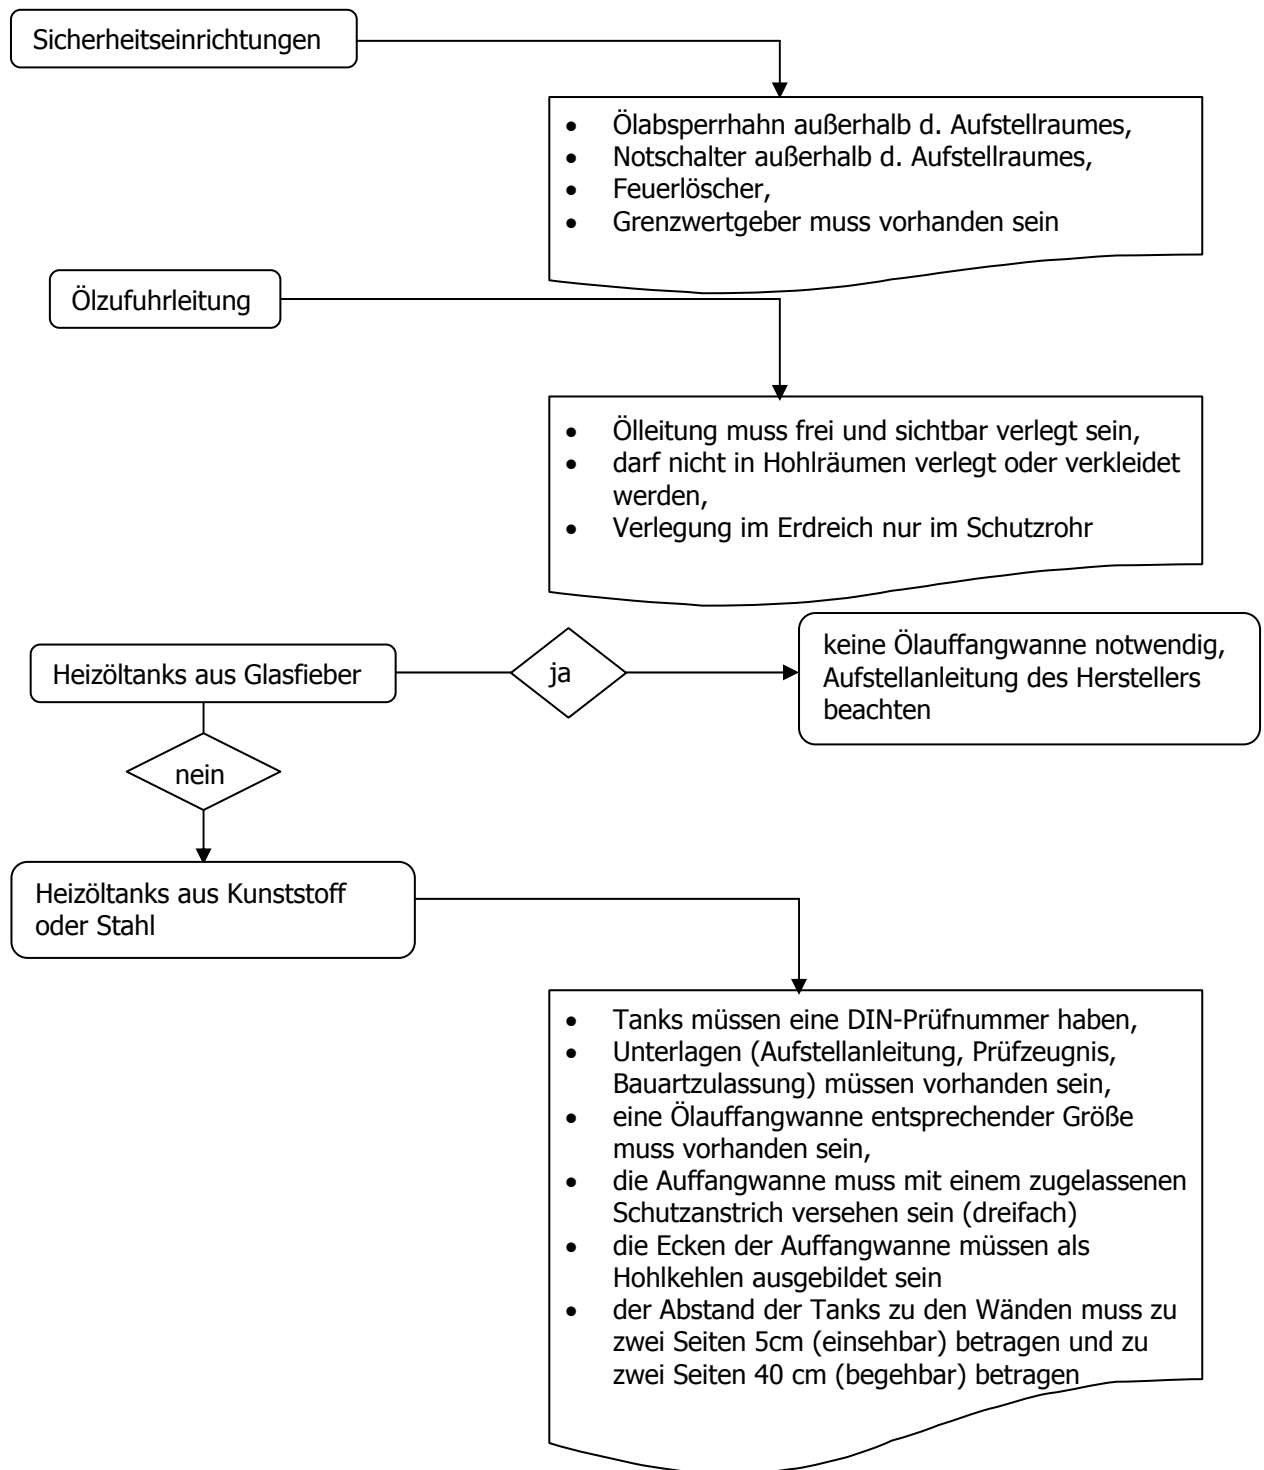 Sicherheitseinrichtungen
• Ölabsperrhahn außerhalb d. Aufstellraumes,
• Notschalter außerhalb d. Aufstellraumes,
• Feuerlöscher,
• Grenzwertgeber muss vorhanden sein
Ölzufuhrleitung
• Ölleitung muss frei und sichtbar verlegt sein,
• darf nicht in Hohlräumen verlegt oder verkleidet
werden,
• Verlegung im Erdreich nur im Schutzrohr
Heizöltanks aus Glasfieber
ja
keine Ölauffangwanne notwendig,
Aufstellanleitung des Herstellers
beachten
nein
Heizöltanks aus Kunststoff
oder Stahl
• Tanks müssen eine DIN-Prüfnummer haben,
• Unterlagen (Aufstellanleitung, Prüfzeugnis,
Bauartzulassung) müssen vorhanden sein,
• eine Ölauffangwanne entsprechender Größe
muss vorhanden sein,
• die Auffangwanne muss mit einem zugelassenen
Schutzanstrich versehen sein (dreifach)
• die Ecken der Auffangwanne müssen als
Hohlkehlen ausgebildet sein
• der Abstand der Tanks zu den Wänden muss zu
zwei Seiten 5cm (einsehbar) betragen und zu
zwei Seiten 40 cm (begehbar) betragen